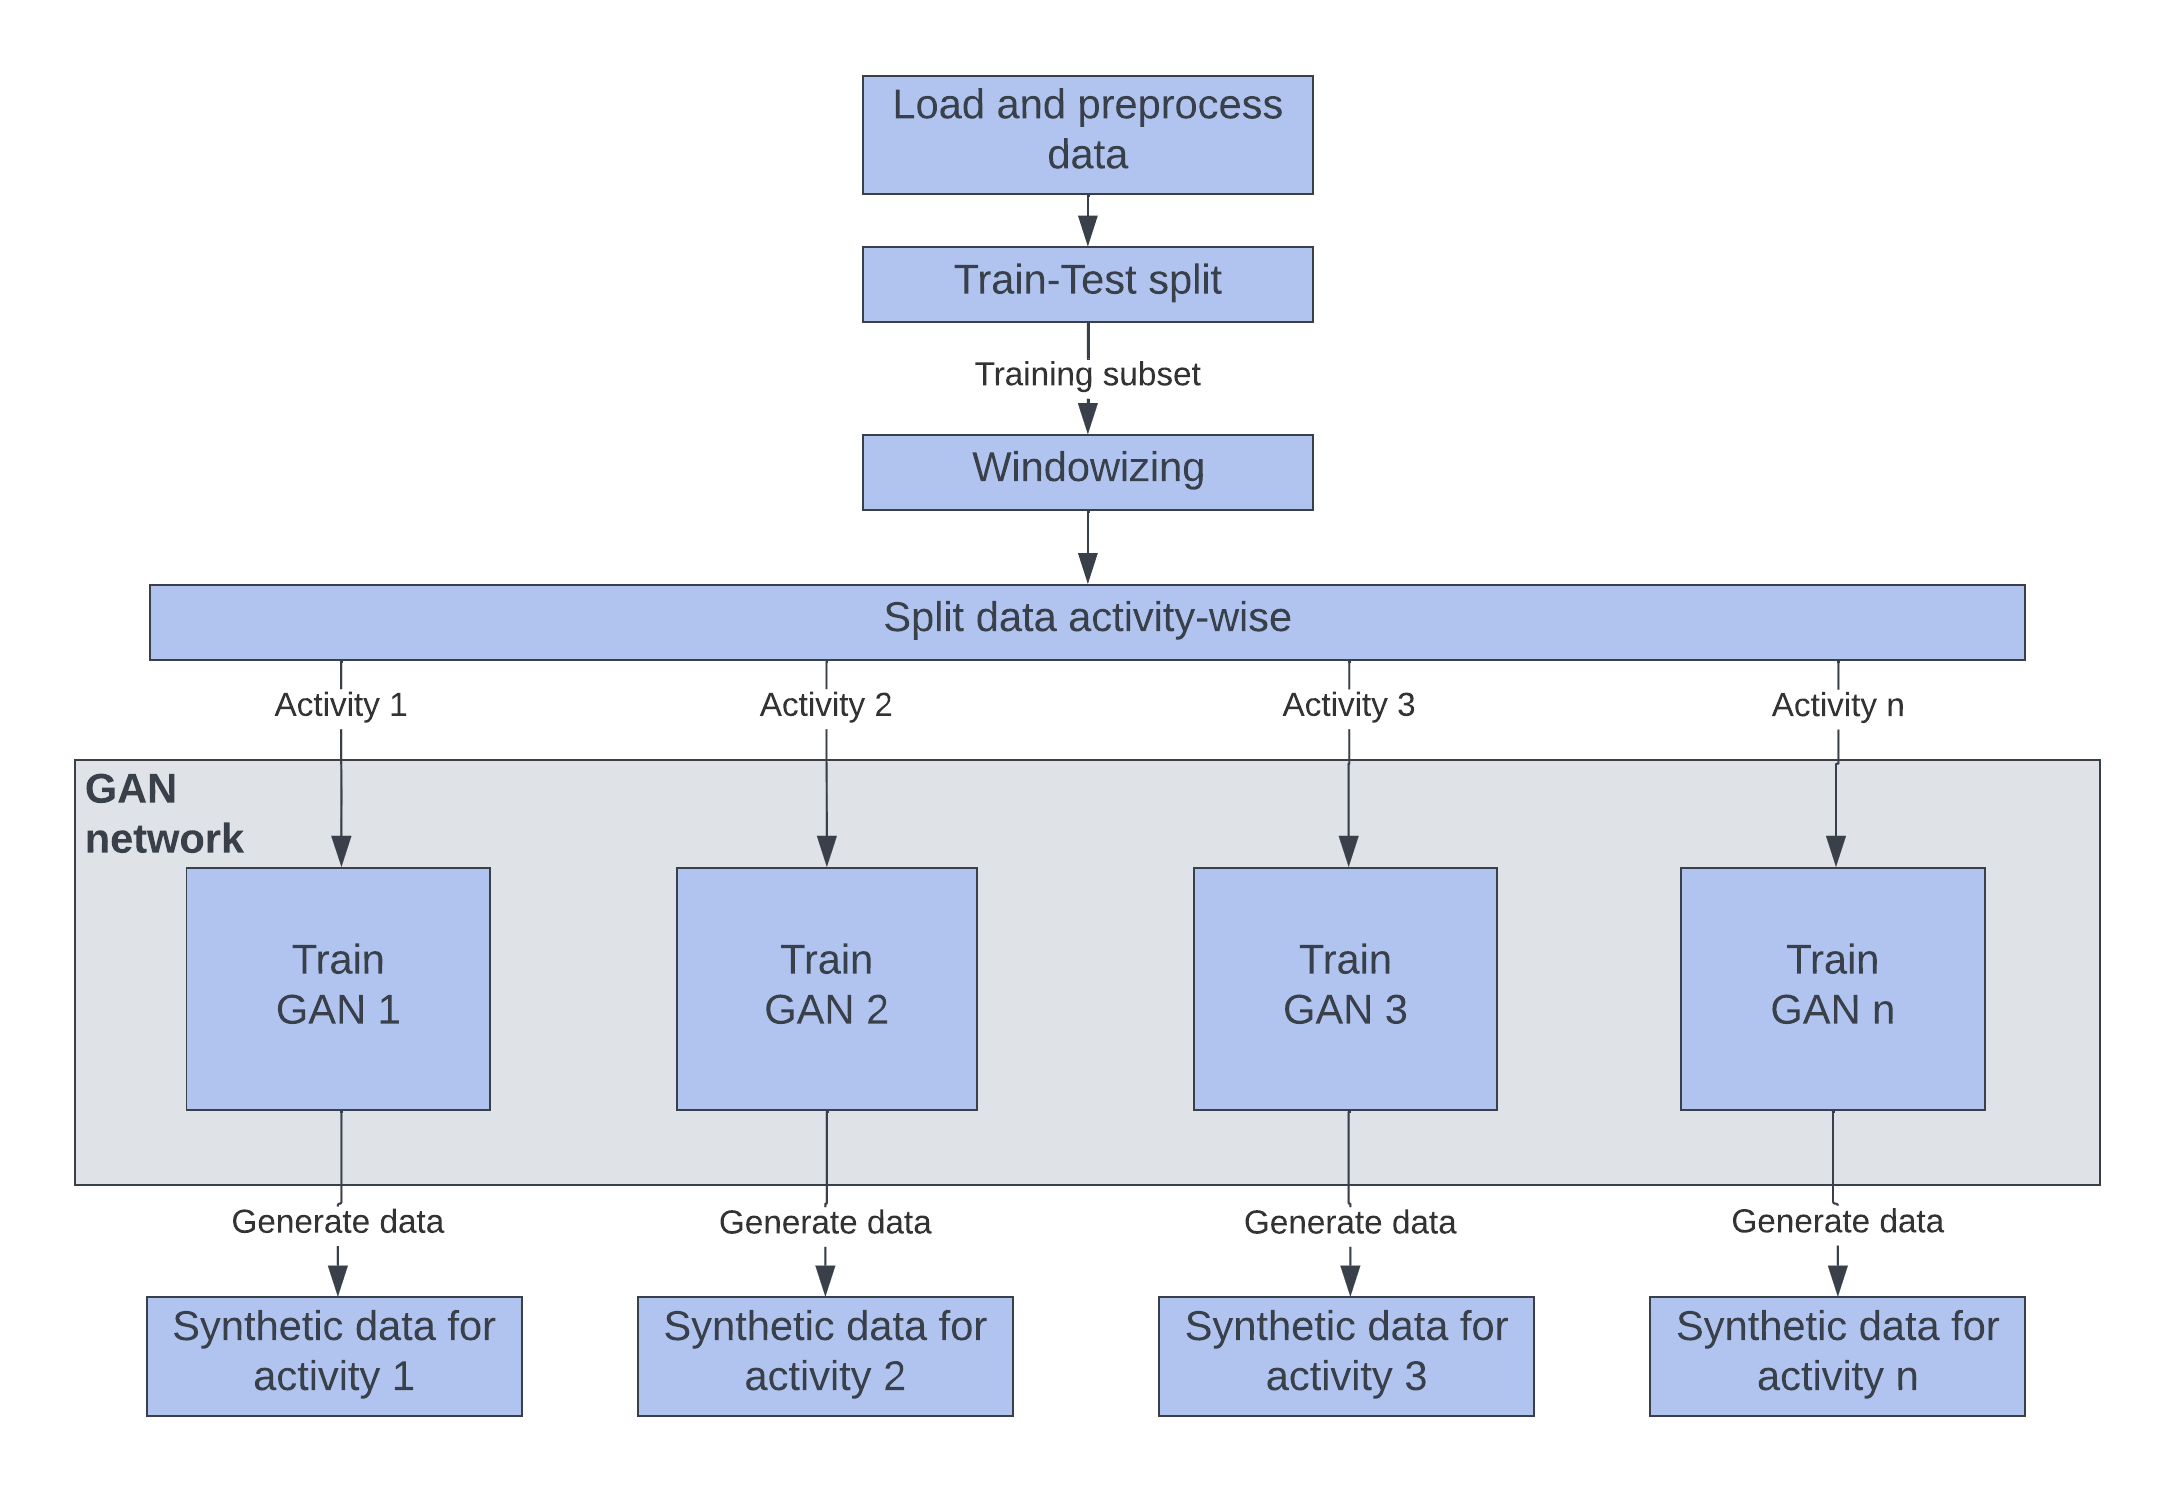 Load and preprocess
data
Train-Test split
Training subset
Windowizing
Split data activity-wise
Activity 1
Activity 2
Activity 3
Activity n
GAN
network
Train
GAN 1
Train
GAN 2
Train
GAN 3
Train
GAN n
Generate data
Generate data
Generate data
Generate data
Synthetic data for
activity 1
Synthetic data for
activity 2
Synthetic data for
activity 3
Synthetic data for
activity n